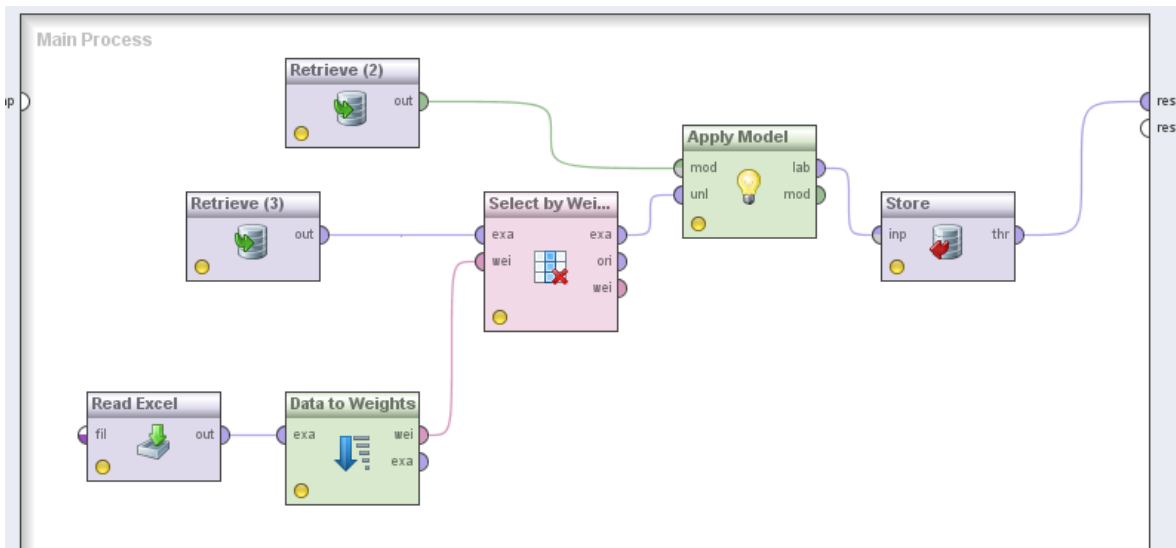 Main Process
Retrieve (2)
out
res
res
Apply Model
mod
lab
unl
mod
Retrieve (3)
out
Select by Wei...
exa
exa
wei
ori
wei
Store
inp
thr
Read Excel
fil
out
Data to Weights
exa
wei
exa